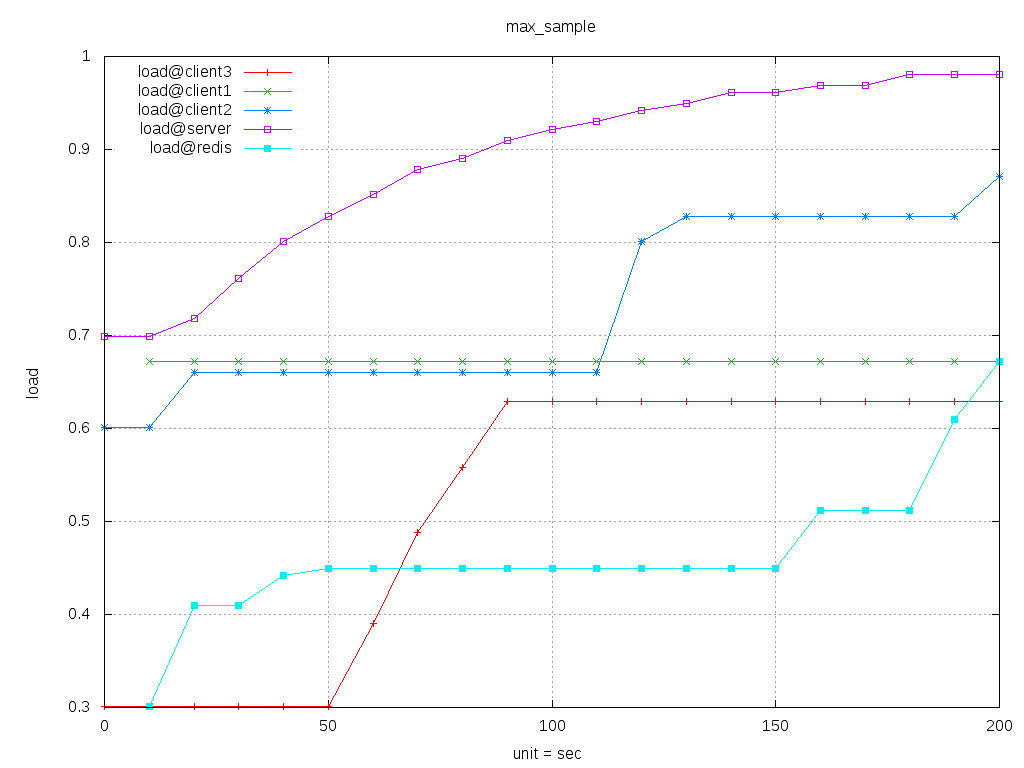 max_sample
load@client3
load@client1
load@client2
load@server
load@redis
1
0.9
0.8
0.7
0.6
0.5
0.4
0.3
load
0 50 100 150 200
unit = sec